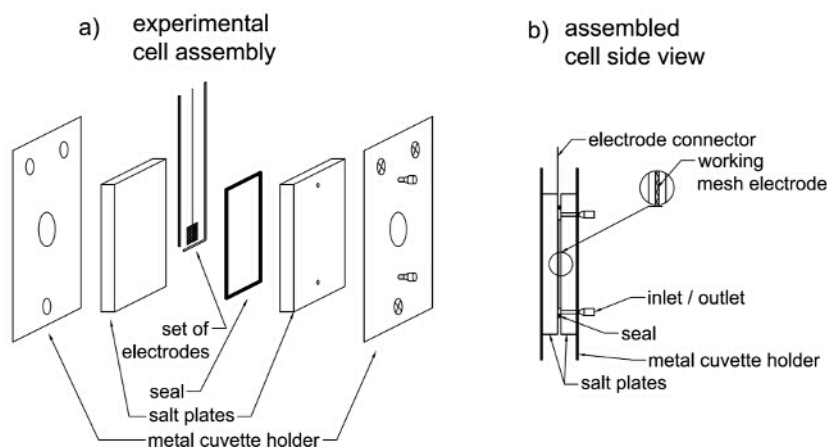 a) experimental
cell assembly
set of
electrodes
seal
salt plates
metal cuvette holder
b) assembled
cell side view
electrode connector
working
mesh electrode
inlet / outlet
seal
metal cuvette holder
salt plates